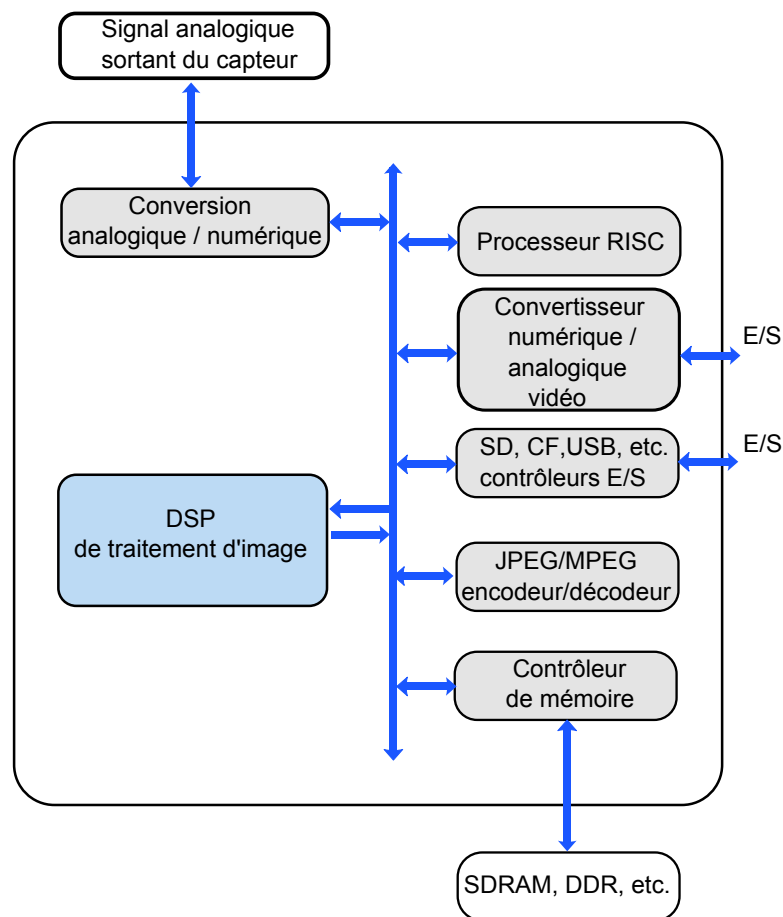 Signal analogique
sortant du capteur
Conversion
analogique / numérique
Processeur RISC
Convertisseur
numérique /
analogique
vidéo
E/S
SD, CF,USB, etc.
contrôleurs E/S
E/S
DSP
de traitement d'image
JPEG/MPEG
encodeur/décodeur
Contrôleur
de mémoire
SDRAM, DDR, etc.